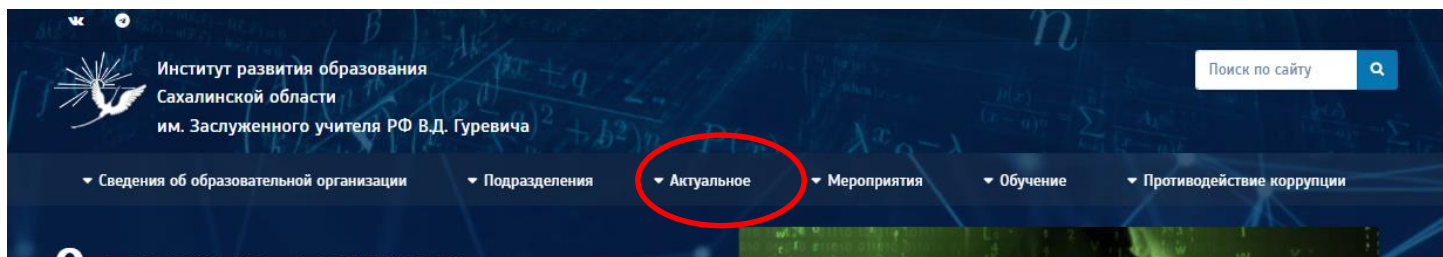 Институт развития образования
Сахалинской области
им. Заслуженного учителя РФ В.Д. Гуревича
Поиск по сайту
Сведения об образовательной организации Подразделения Актуальное Мероприятия Обучение Противодействие коррупции